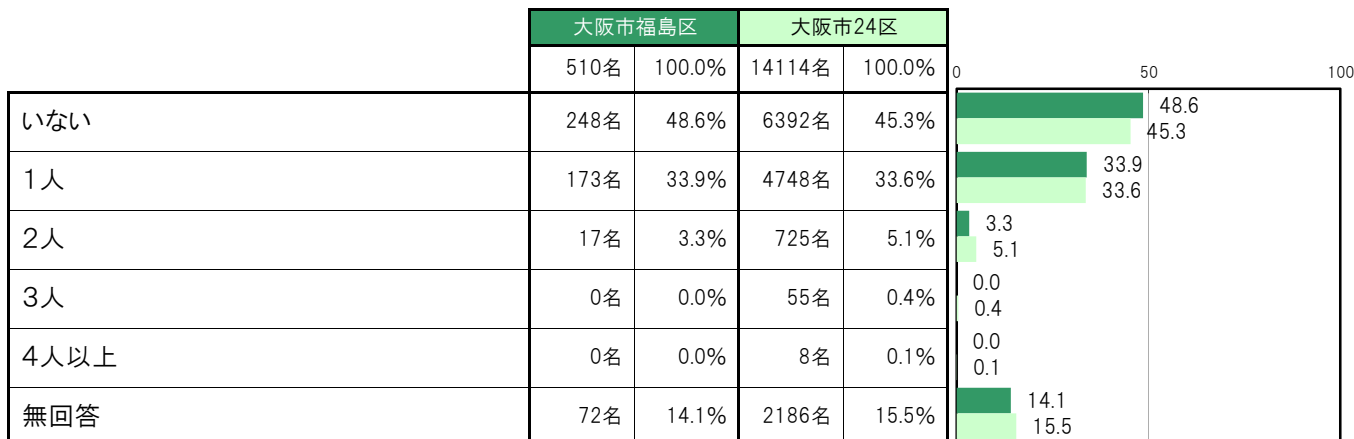 大阪市福島区 大阪市24区
510名 100.0% 14114名 100.0% 0 50 100
いない 248名 48.6% 6392名 45.3% 48.6
45.3
1人 173名 33.9% 4748名 33.6% 33.9
33.6
2人 17名 3.3% 725名 5.1% 3.3
5.1
3人 0名 0.0% 55名 0.4% 0.0
0.4
4人以上 0名 0.0% 8名 0.1% 0.0
0.1
無回答 72名 14.1% 2186名 15.5% 14.1
15.5